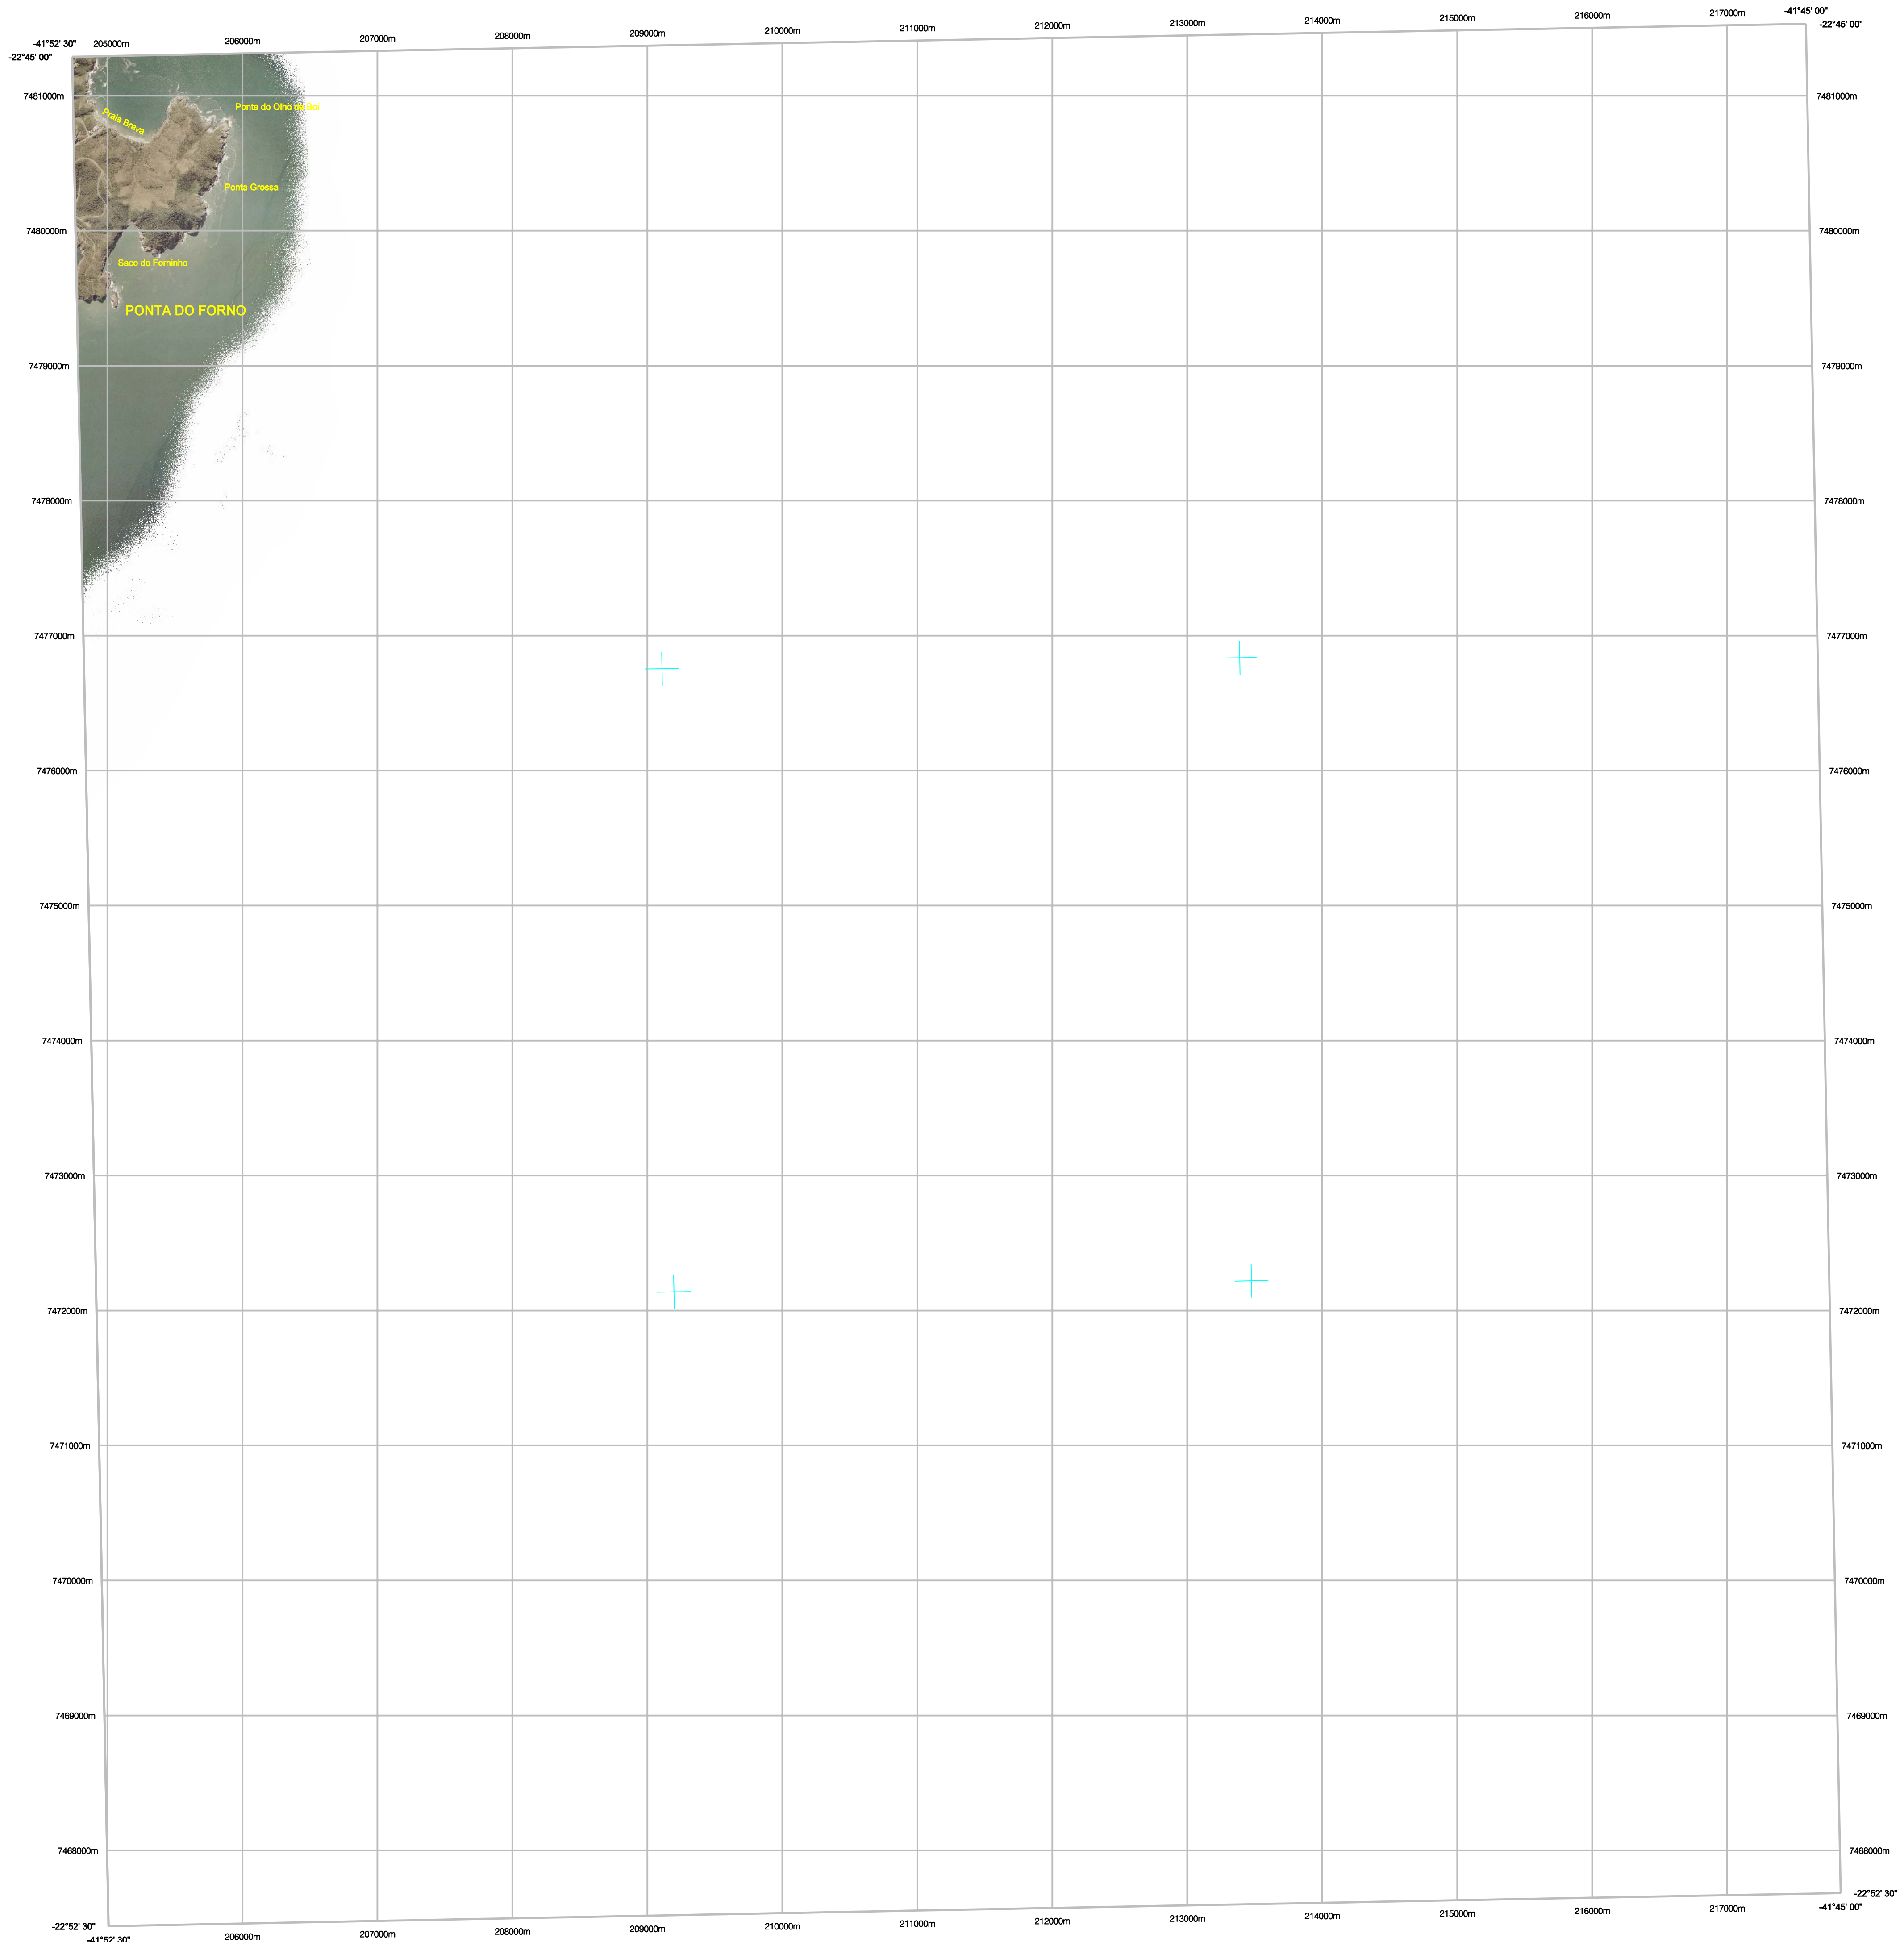 -41°52' 30" 205000m 206000m 207000m 208000m 209000m 210000m 211000m 212000m 213000m 214000m 215000m 216000m 217000m -41°45' 00"
-22°45' 00" -22°45' 00"
7481000m 7481000m
Ponta do Olho de Boi
Praia Brava
Ponta Grossa
7480000m 7480000m
Saco do Forninho
PONTA DO FORNO
7479000m 7479000m
7478000m 7478000m
7477000m 7477000m
7476000m 7476000m
7475000m 7475000m
7474000m 7474000m
7473000m 7473000m
7472000m 7472000m
7471000m 7471000m
7470000m 7470000m
7469000m 7469000m
7468000m 7468000m
-22°52' 30" -22°52' 30"
-41°52' 30" 206000m 207000m 208000m 209000m 210000m 211000m 212000m 213000m 214000m 215000m 216000m 217000m -41°45' 00"